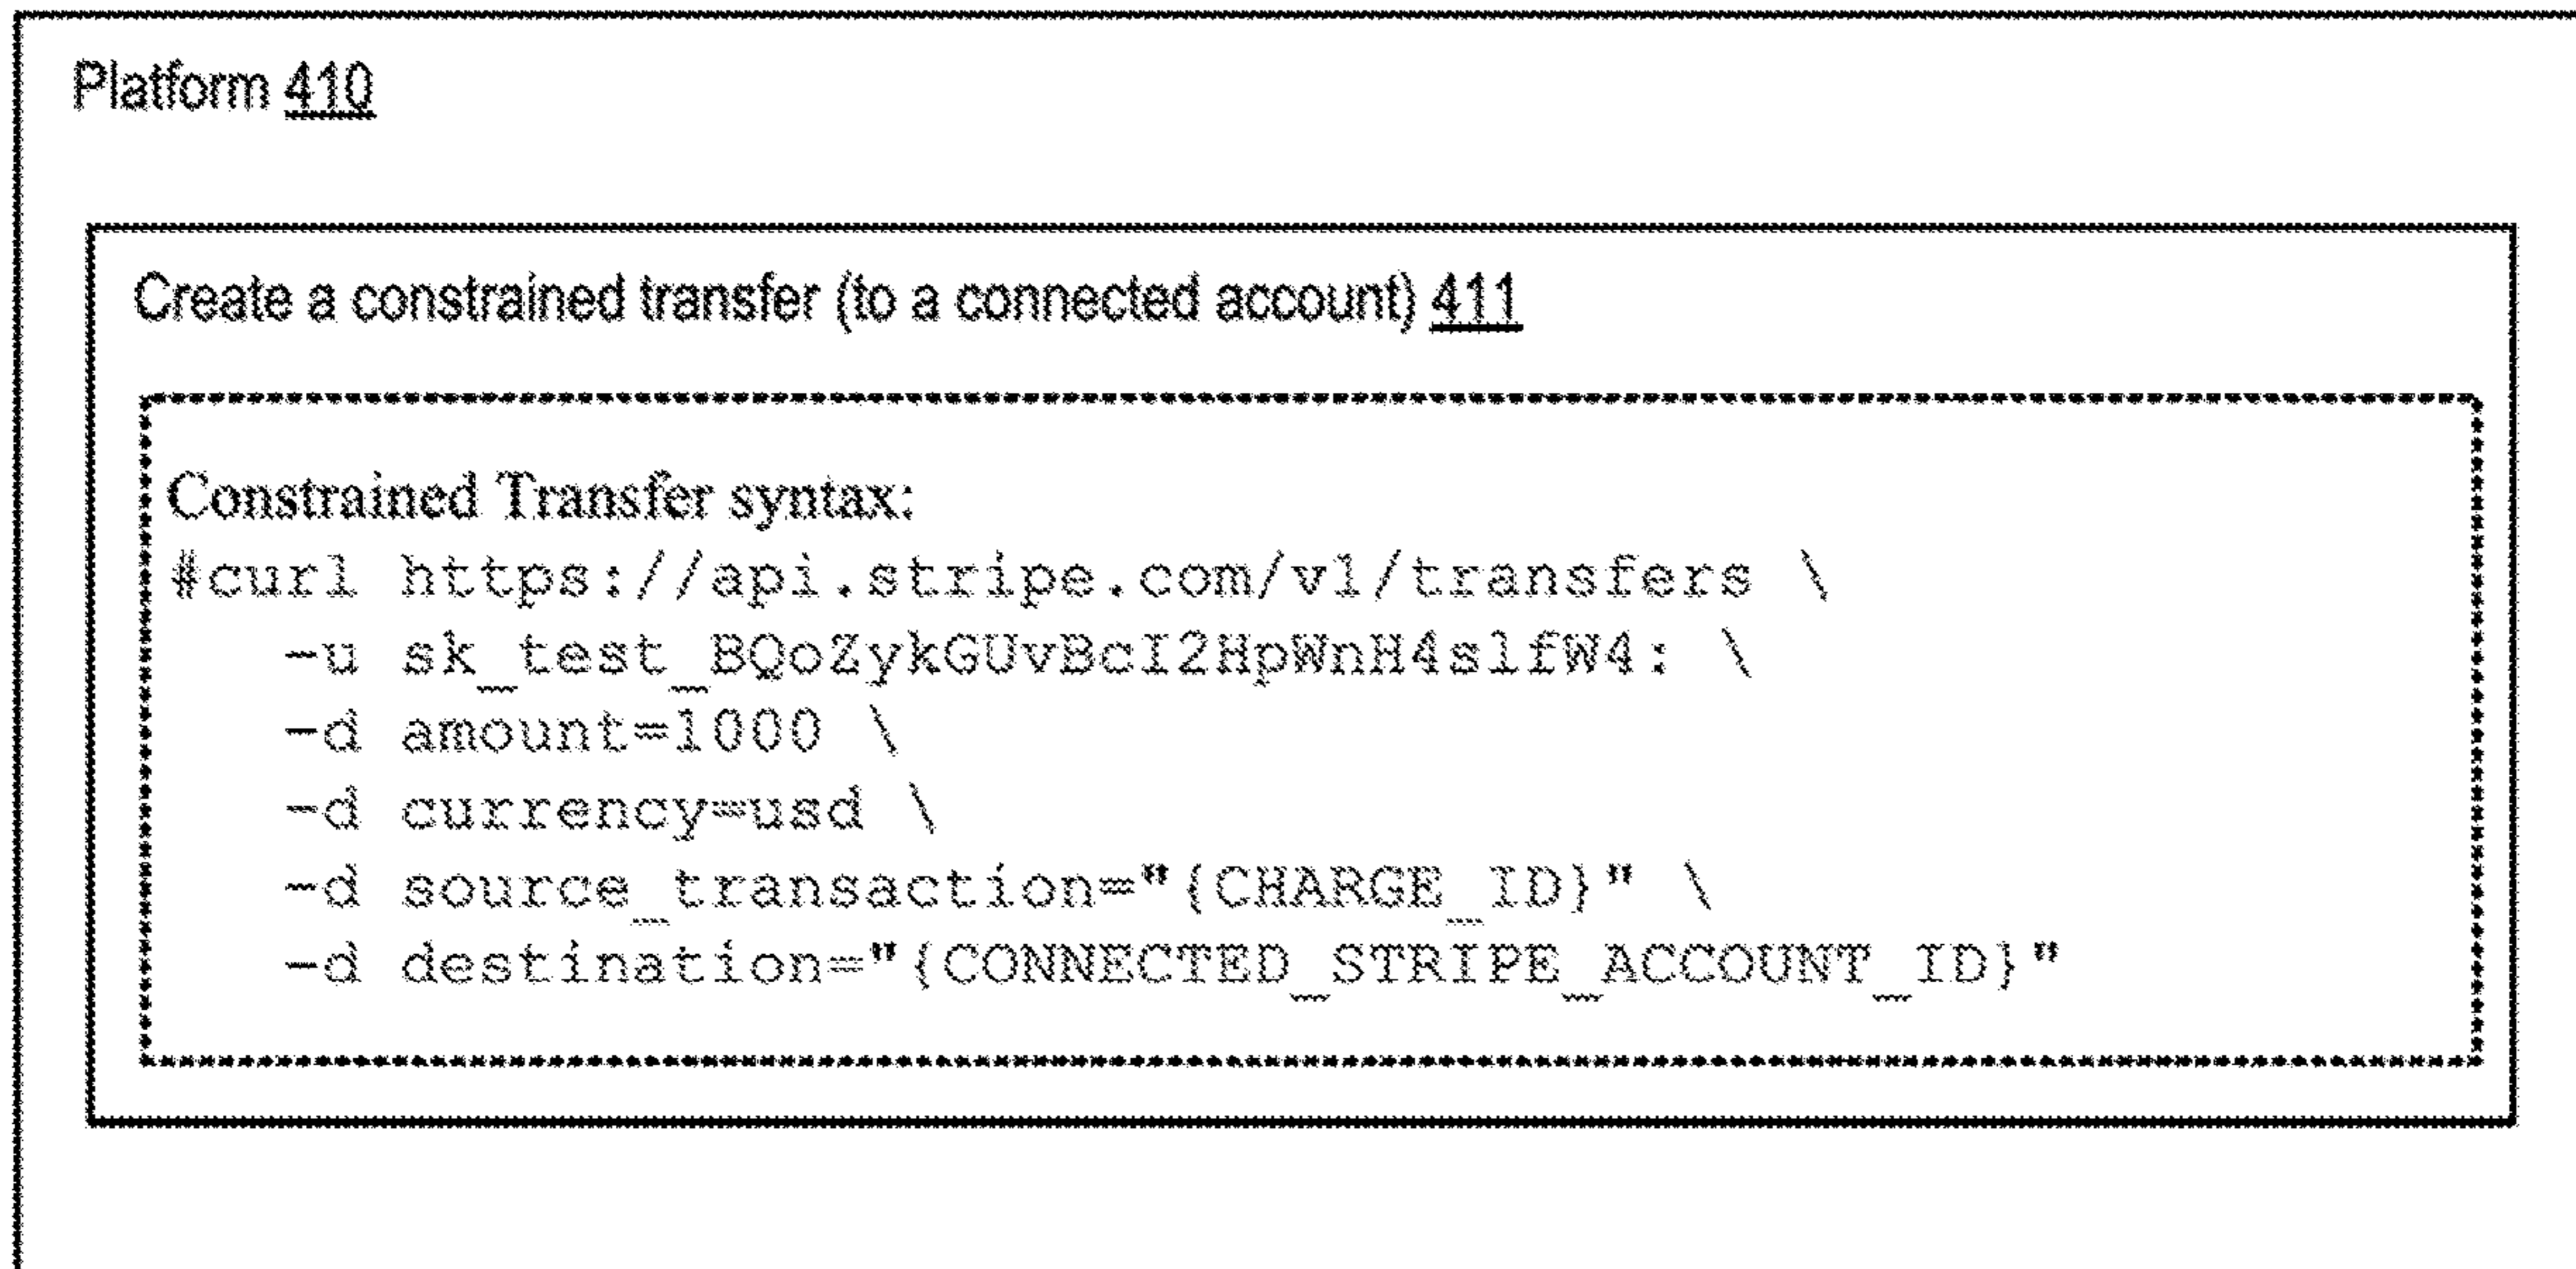 Platform 410
Create a constrained transfer (to a connected account) 411
Constrained Transfer syntax:
#curl https://api.stripe.com/v1/transfers \
-u sk_test_BQoZykGUvBcI2HpWnH4slfW4: \
-d amount=1000 \
-d currency=usd \
-d source_transaction="{CHARGE_ID}" \
-d destination="{CONNECTED_STRIPE_ACCOUNT_ID}"